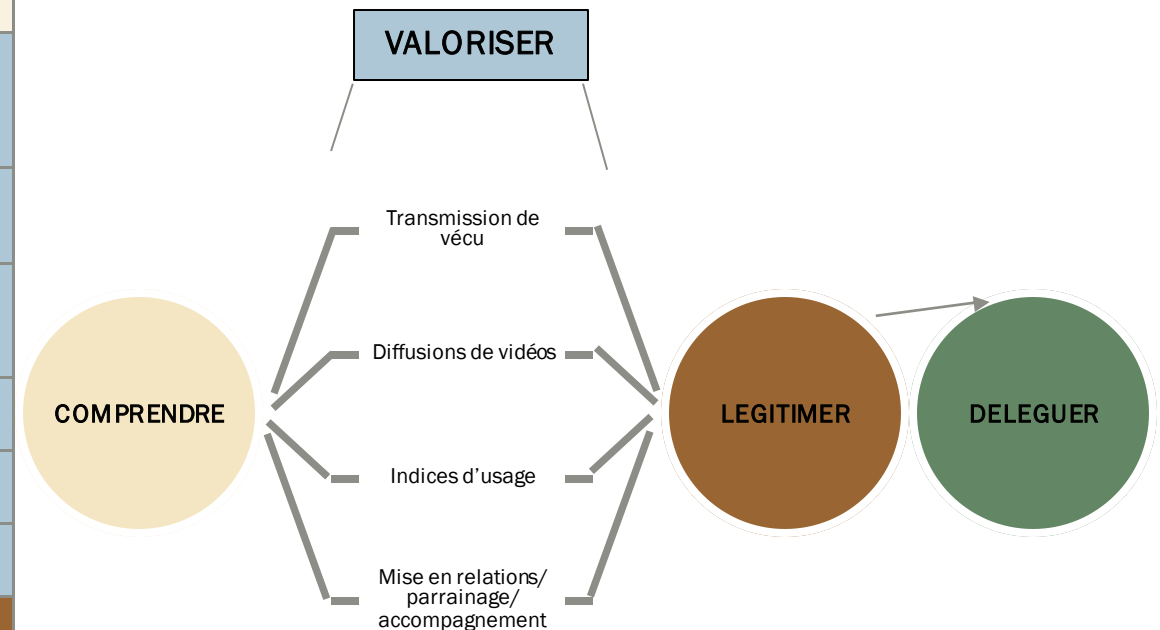 VALORISER
Transmission de
vécu
Diffusions de vidéos
COMPRENDRE
LEGITIMER
DELEGUER
Indices d’usage
Mise en relations/
parrainage/
accompagnement